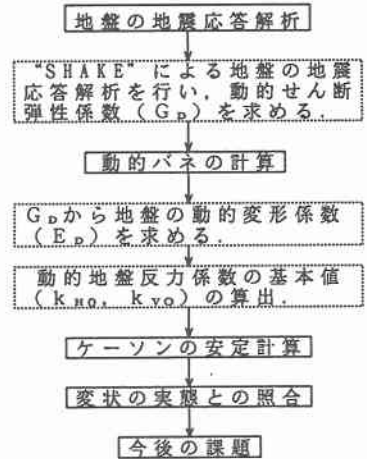 地盤の地震応答解析
“SHAKE”による地盤の地震
応答解析を行い，動的せん断
弾性係数（G_D）を求める．
動的バネの計算
G_Dから地盤の動的変形係数
（E_D）を求める．
動的地盤反力係数の基本値
（k_H0，k_V0）の算出．
ケーソンの安定計算
変状の実態との照合
今後の課題